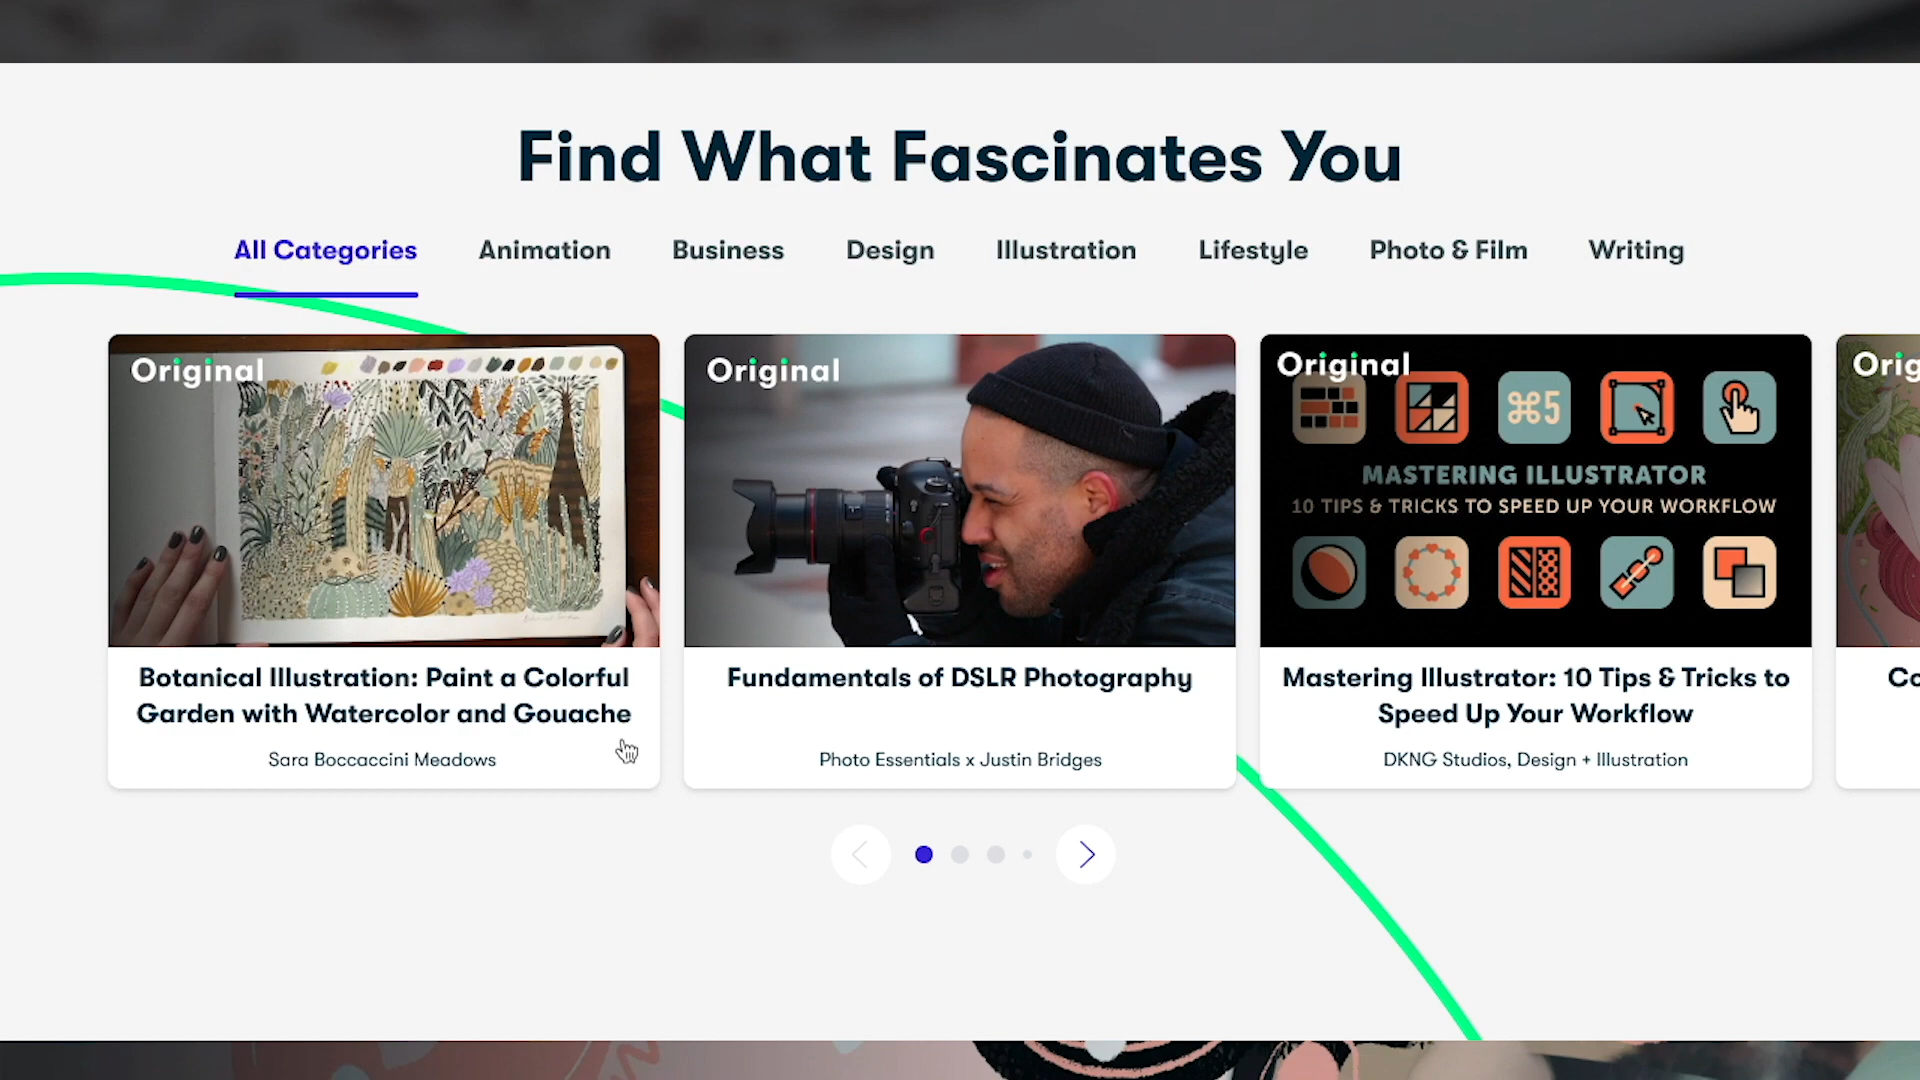 Find What Fascinates You
All Categories Animation Business Design Illustration Lifestyle Photo & Film Writing
Original
Botanical Illustration: Paint a Colorful
Garden with Watercolor and Gouache
Sara Boccaccini Meadows
Original
Fundamentals of DSLR Photography
Photo Essentials x Justin Bridges
Original
⌘5
MASTERING ILLUSTRATOR
10 TIPS & TRICKS TO SPEED UP YOUR WORKFLOW
Mastering Illustrator: 10 Tips & Tricks to
Speed Up Your Workflow
DKNG Studios, Design + Illustration
Orig
Co